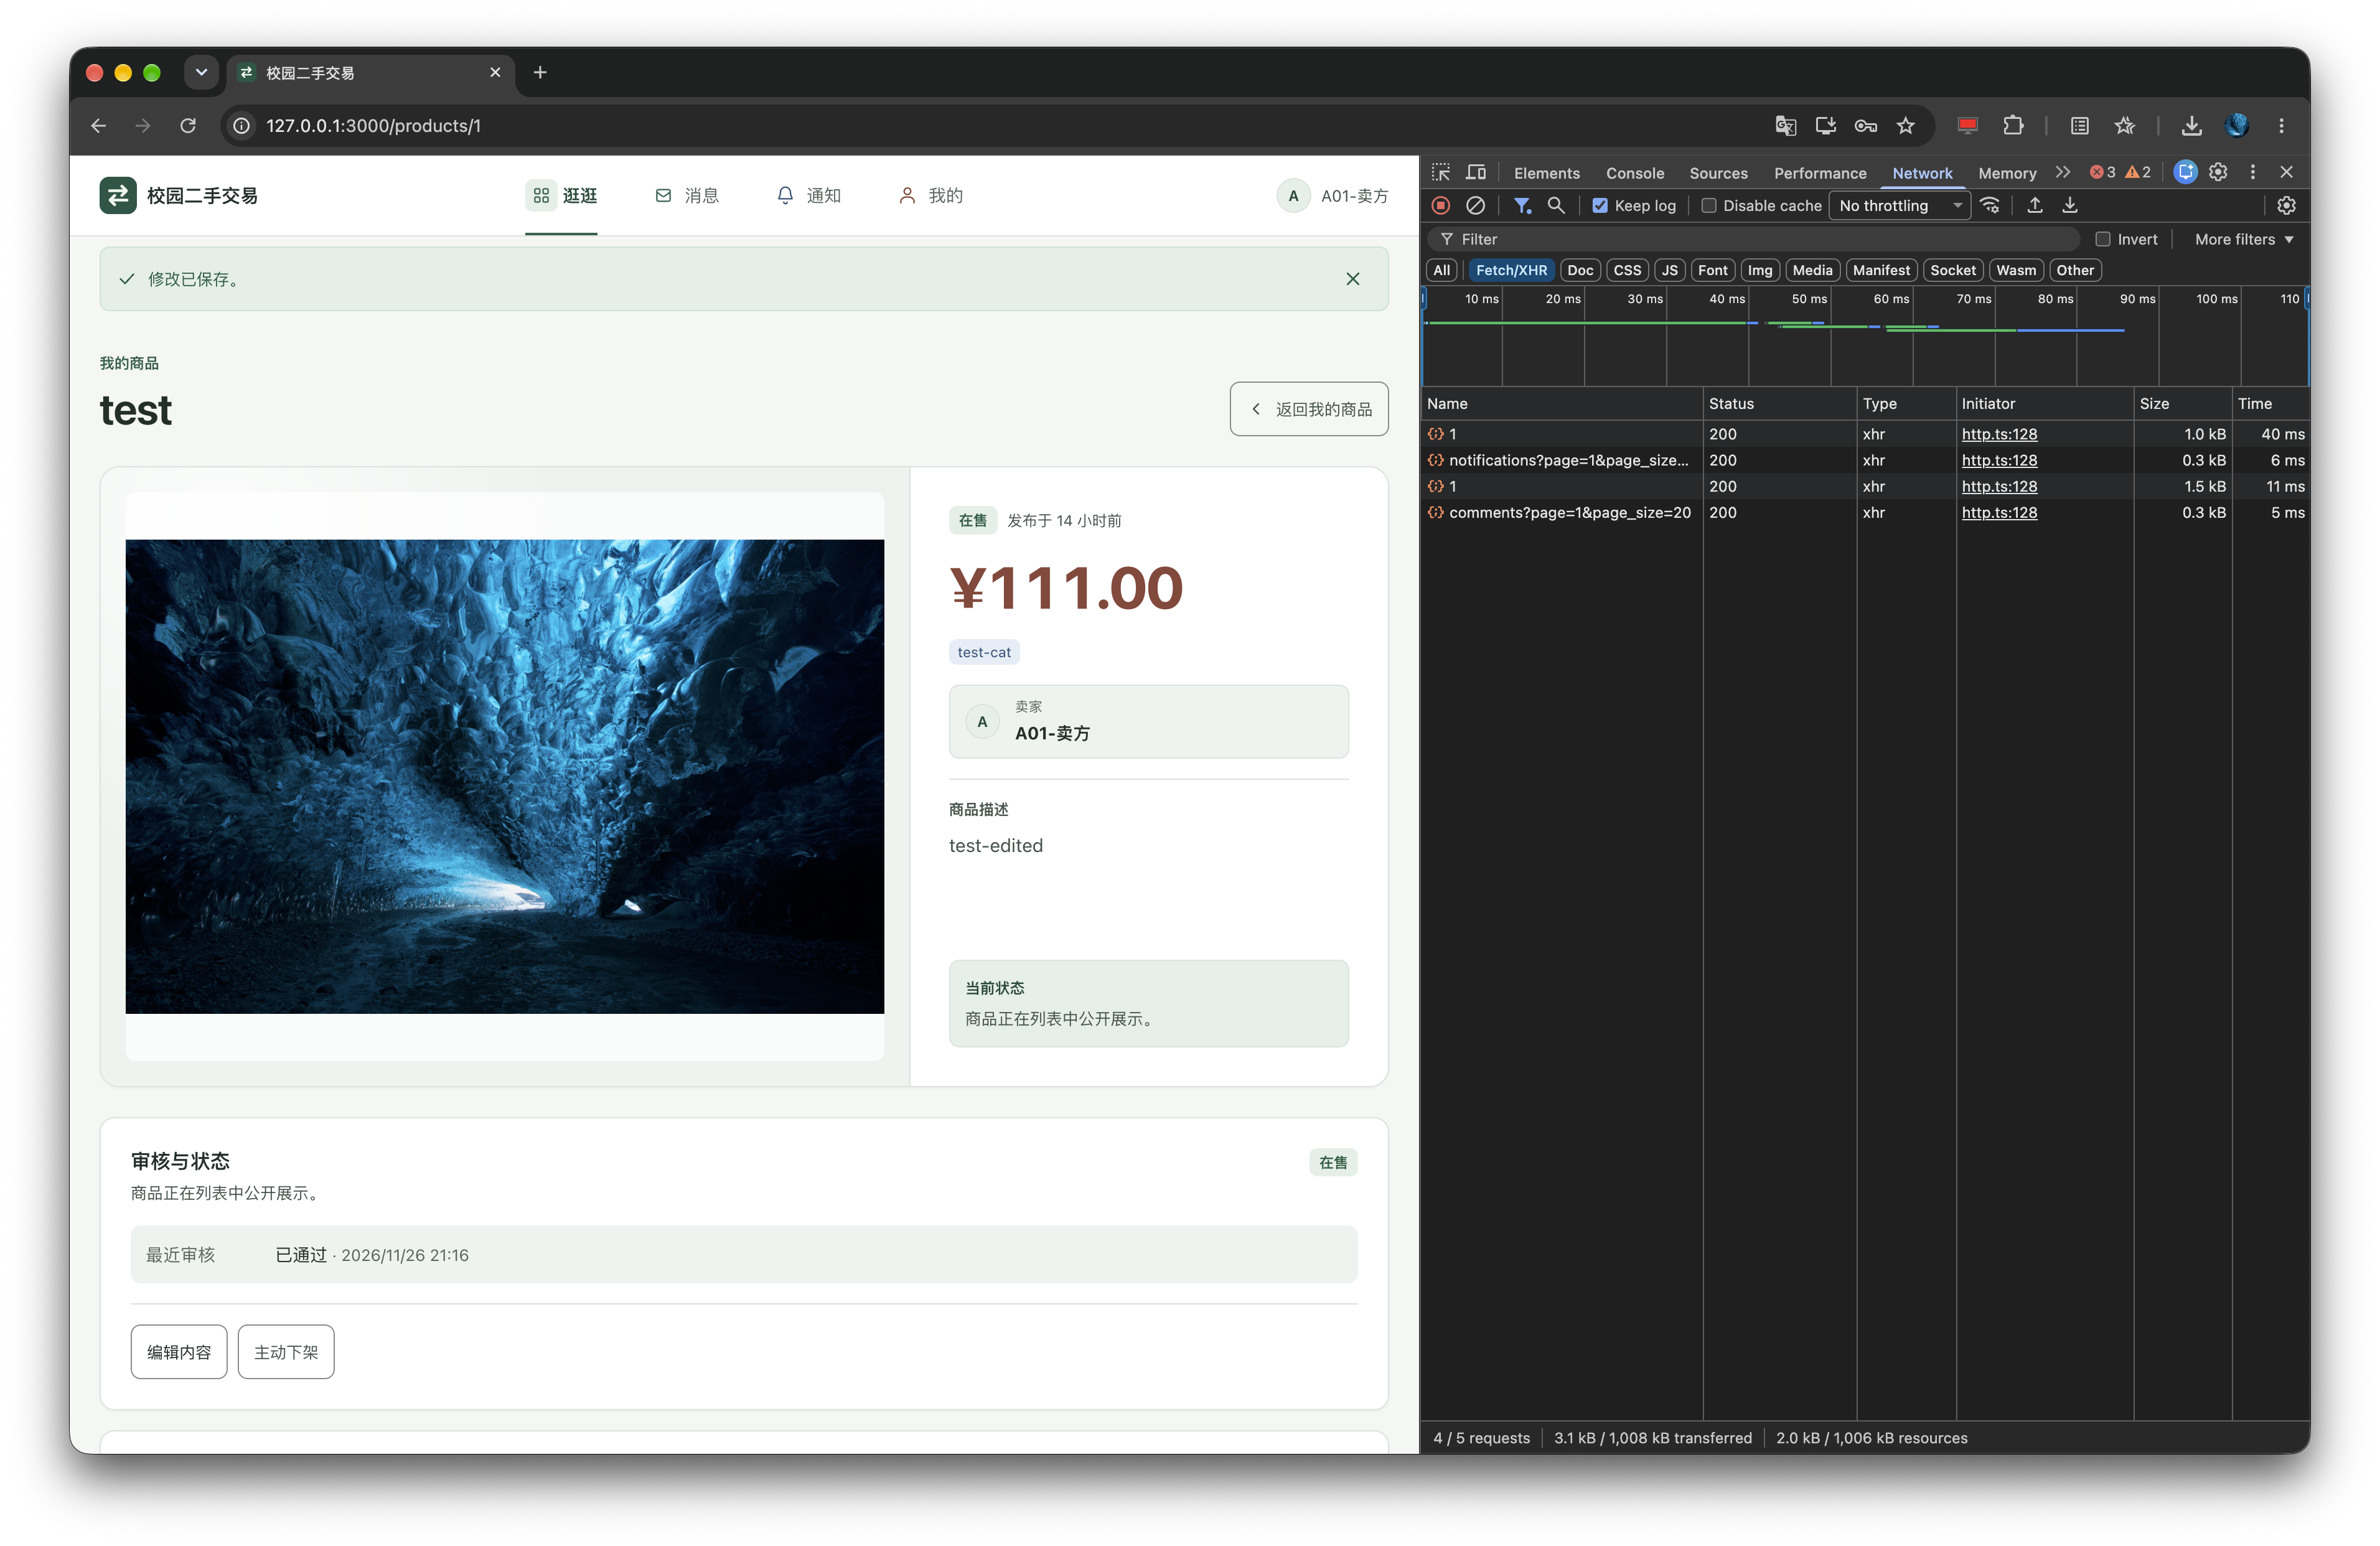 校园二手交易
127.0.0.1:3000/products/1
校园二手交易
逛逛
消息
通知
我的
A
A01-卖方
修改已保存。
我的商品
test
返回我的商品
在售
发布于 14 小时前
¥111.00
test-cat
A
卖家
A01-卖方
商品描述
test-edited
当前状态
商品正在列表中公开展示。
审核与状态
在售
商品正在列表中公开展示。
最近审核 已通过 · 2026/11/26 21:16
编辑内容
主动下架
Elements Console Sources Performance Network Memory 3 2
Keep log Disable cache No throttling
Filter Invert More filters
All Fetch/XHR Doc CSS JS Font Img Media Manifest Socket Wasm Other
10 ms 20 ms 30 ms 40 ms 50 ms 60 ms 70 ms 80 ms 90 ms 100 ms 110
Name Status Type Initiator Size Time
1 200 xhr http.ts:128 1.0 kB 40 ms
notifications?page=1&page_size... 200 xhr http.ts:128 0.3 kB 6 ms
1 200 xhr http.ts:128 1.5 kB 11 ms
comments?page=1&page_size=20 200 xhr http.ts:128 0.3 kB 5 ms
4 / 5 requests 3.1 kB / 1,008 kB transferred 2.0 kB / 1,006 kB resources